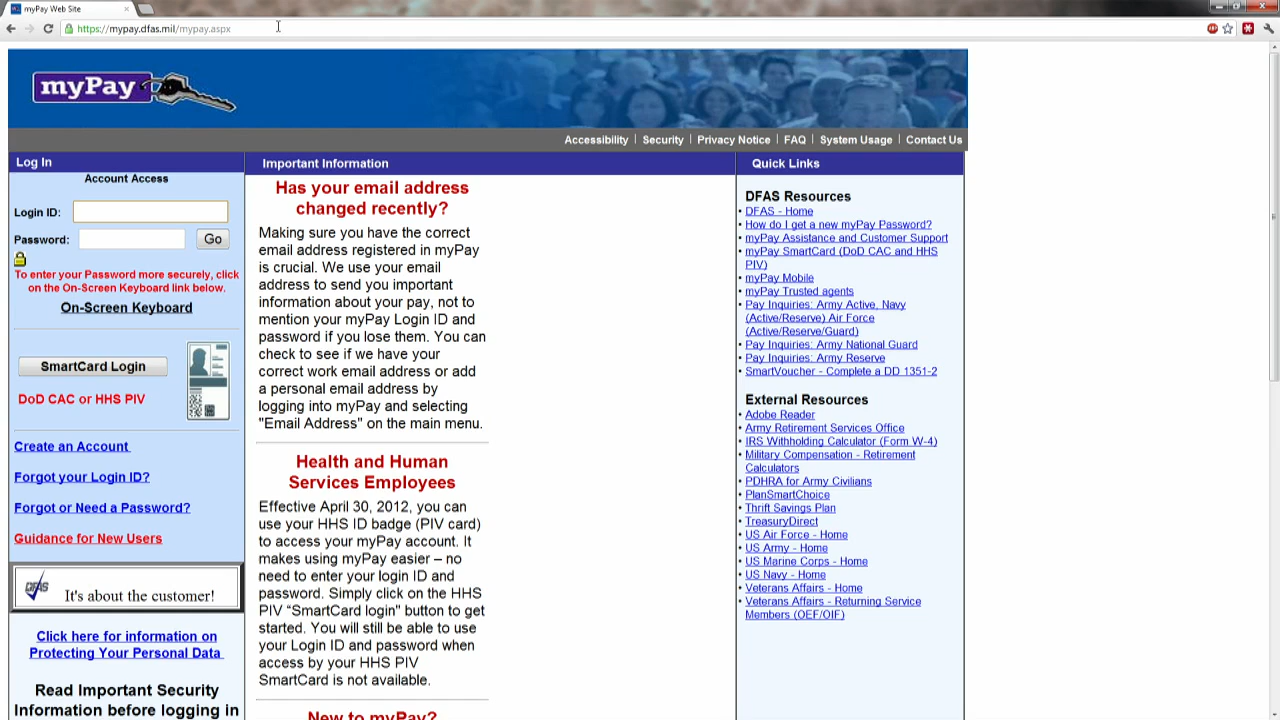 myPay Web Site
https://mypay.dfas.mil/mypay.aspx
myPay
Accessibility | Security | Privacy Notice | FAQ | System Usage | Contact Us
Log In
Account Access
Login ID:
Password:
Go
To enter your Password more securely, click
on the On-Screen Keyboard link below.
On-Screen Keyboard
SmartCard Login
DoD CAC or HHS PIV
Create an Account
Forgot your Login ID?
Forgot or Need a Password?
Guidance for New Users
DFAS
It's about the customer!
Click here for information on
Protecting Your Personal Data
Read Important Security
Information before logging in
Important Information
Has your email address
changed recently?
Making sure you have the correct
email address registered in myPay
is crucial. We use your email
address to send you important
information about your pay, not to
mention your myPay Login ID and
password if you lose them. You can
check to see if we have your
correct work email address or add
a personal email address by
logging into myPay and selecting
"Email Address" on the main menu.
Health and Human
Services Employees
Effective April 30, 2012, you can
use your HHS ID badge (PIV card)
to access your myPay account. It
makes using myPay easier – no
need to enter your login ID and
password. Simply click on the HHS
PIV “SmartCard login" button to get
started. You will still be able to use
your Login ID and password when
access by your HHS PIV
SmartCard is not available.
New to myPay?
Quick Links
DFAS Resources
• DFAS - Home
• How do I get a new myPay Password?
• myPay Assistance and Customer Support
• myPay SmartCard (DoD CAC and HHS
PIV)
• myPay Mobile
• myPay Trusted agents
• Pay Inquiries: Army Active, Navy
(Active/Reserve) Air Force
(Active/Reserve/Guard)
• Pay Inquiries: Army National Guard
• Pay Inquiries: Army Reserve
• SmartVoucher - Complete a DD 1351-2
External Resources
• Adobe Reader
• Army Retirement Services Office
• IRS Withholding Calculator (Form W-4)
• Military Compensation - Retirement
Calculators
• PDHRA for Army Civilians
• PlanSmartChoice
• Thrift Savings Plan
• TreasuryDirect
• US Air Force - Home
• US Army - Home
• US Marine Corps - Home
• US Navy - Home
• Veterans Affairs - Home
• Veterans Affairs - Returning Service
Members (OEF/OIF)